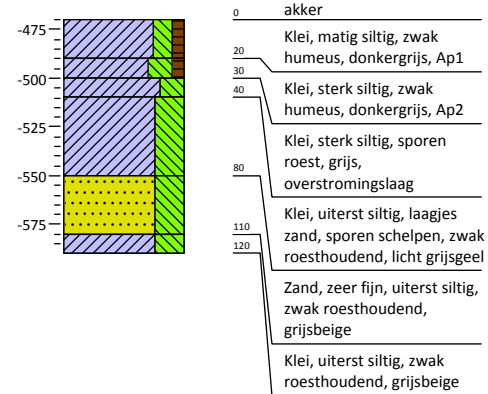 -475
-500
-525
-550
-575
0
akker
20
Klei, matig siltig, zwak
humeus, donkergrijs, Ap1
30
Klei, sterk siltig, zwak
humeus, donkergrijs, Ap2
40
Klei, sterk siltig, sporen
roest, grijs,
overstromingslaag
80
Klei, uiterst siltig, laagjes
zand, sporen schelpen, zwak
roesthoudend, licht grijsgeel
110
Zand, zeer fijn, uiterst siltig,
zwak roesthoudend,
grijsbeige
120
Klei, uiterst siltig, zwak
roesthoudend, grijsbeige